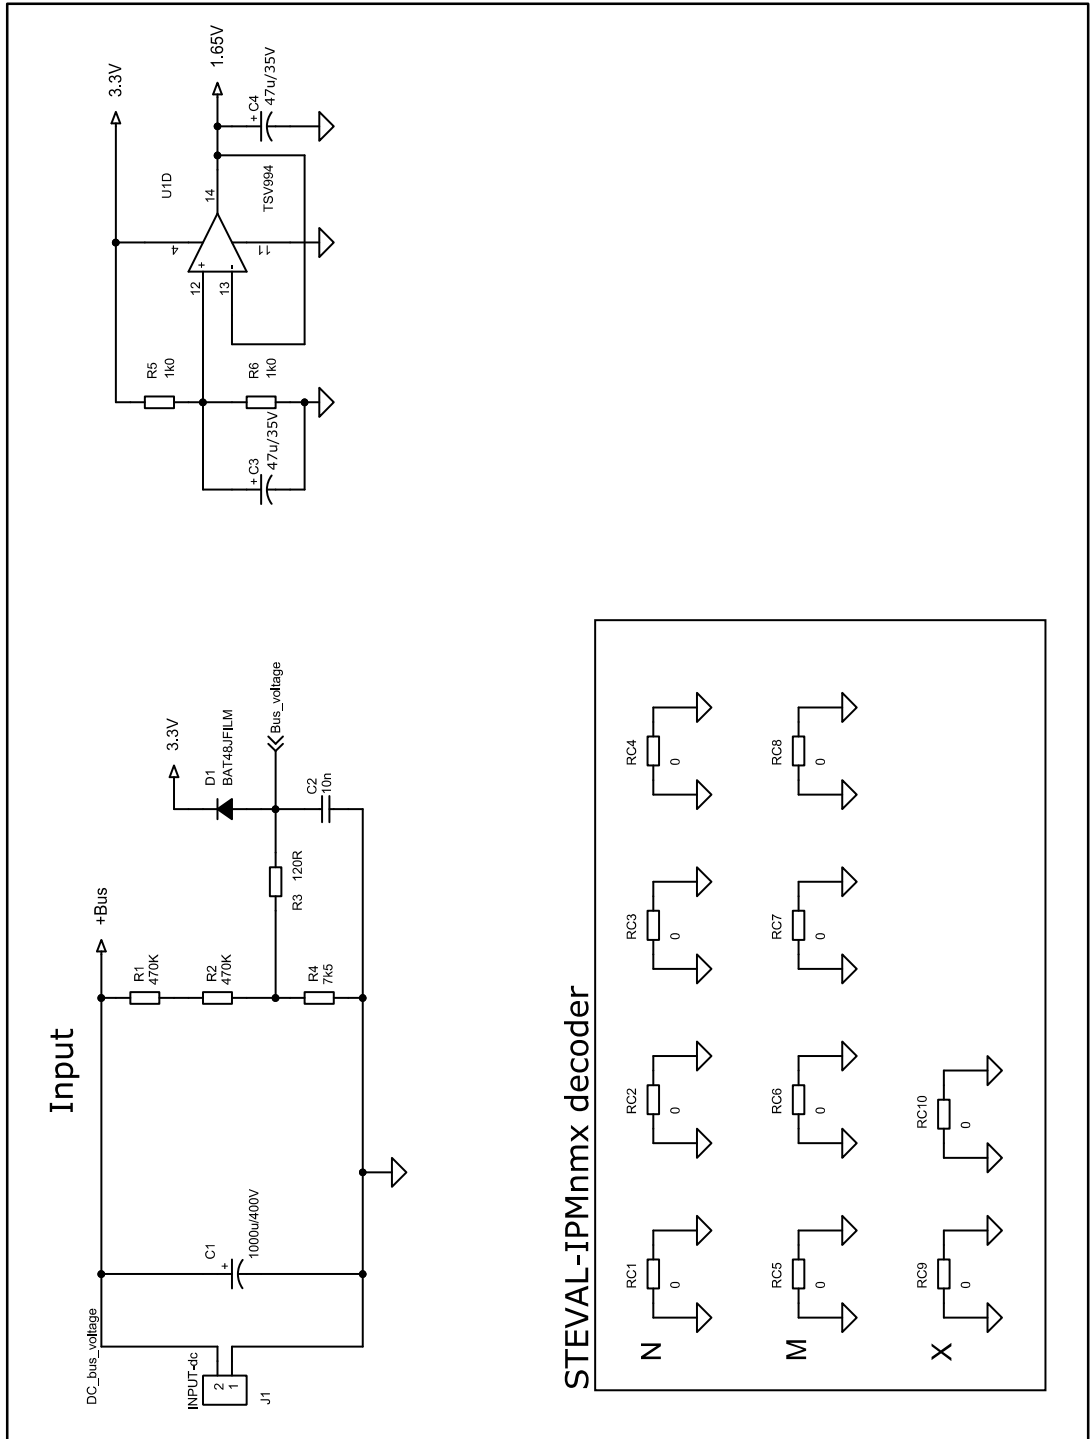 Input
DC_bus_voltage
INPUT-dc
2
1
J1
C1
+
1000u/400V
+Bus
R1
470K
R2
470K
R4
7k5
R3 120R
3.3V
D1
BAT48JFILM
C2
10n
Bus_voltage
3.3V
R5
1k0
R6
1k0
+
C3
47u/35V
12
13
+
-
4
11
14
U1D
TSV994
1.65V
+
C4
47u/35V
STEVAL-IPMnmx decoder
N
RC1
0
RC2
0
RC3
0
RC4
0
M
RC5
0
RC6
0
RC7
0
RC8
0
X
RC9
0
RC10
0